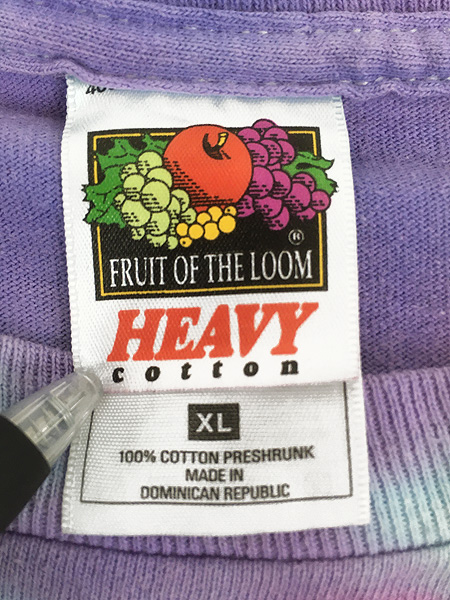 ®
FRUIT OF THE LOOM
HEAVY
cotton
XL
100% COTTON PRESHRUNK
MADE IN
DOMINICAN REPUBLIC